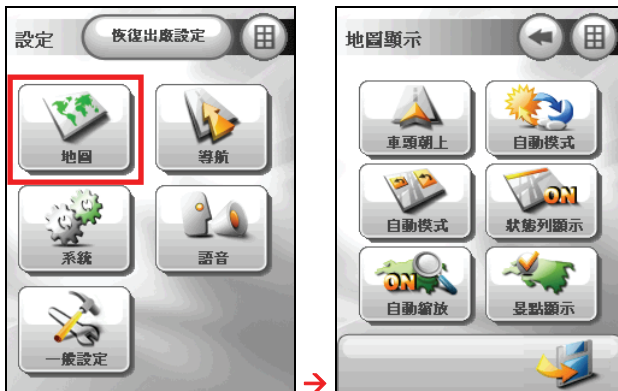 設定
恢復出廠設定
地圖
導航
系統
語音
一般設定
→
地圖顯示
車頭朝上
自動模式
自動模式
ON
狀態列顯示
ON
自動縮放
景點顯示